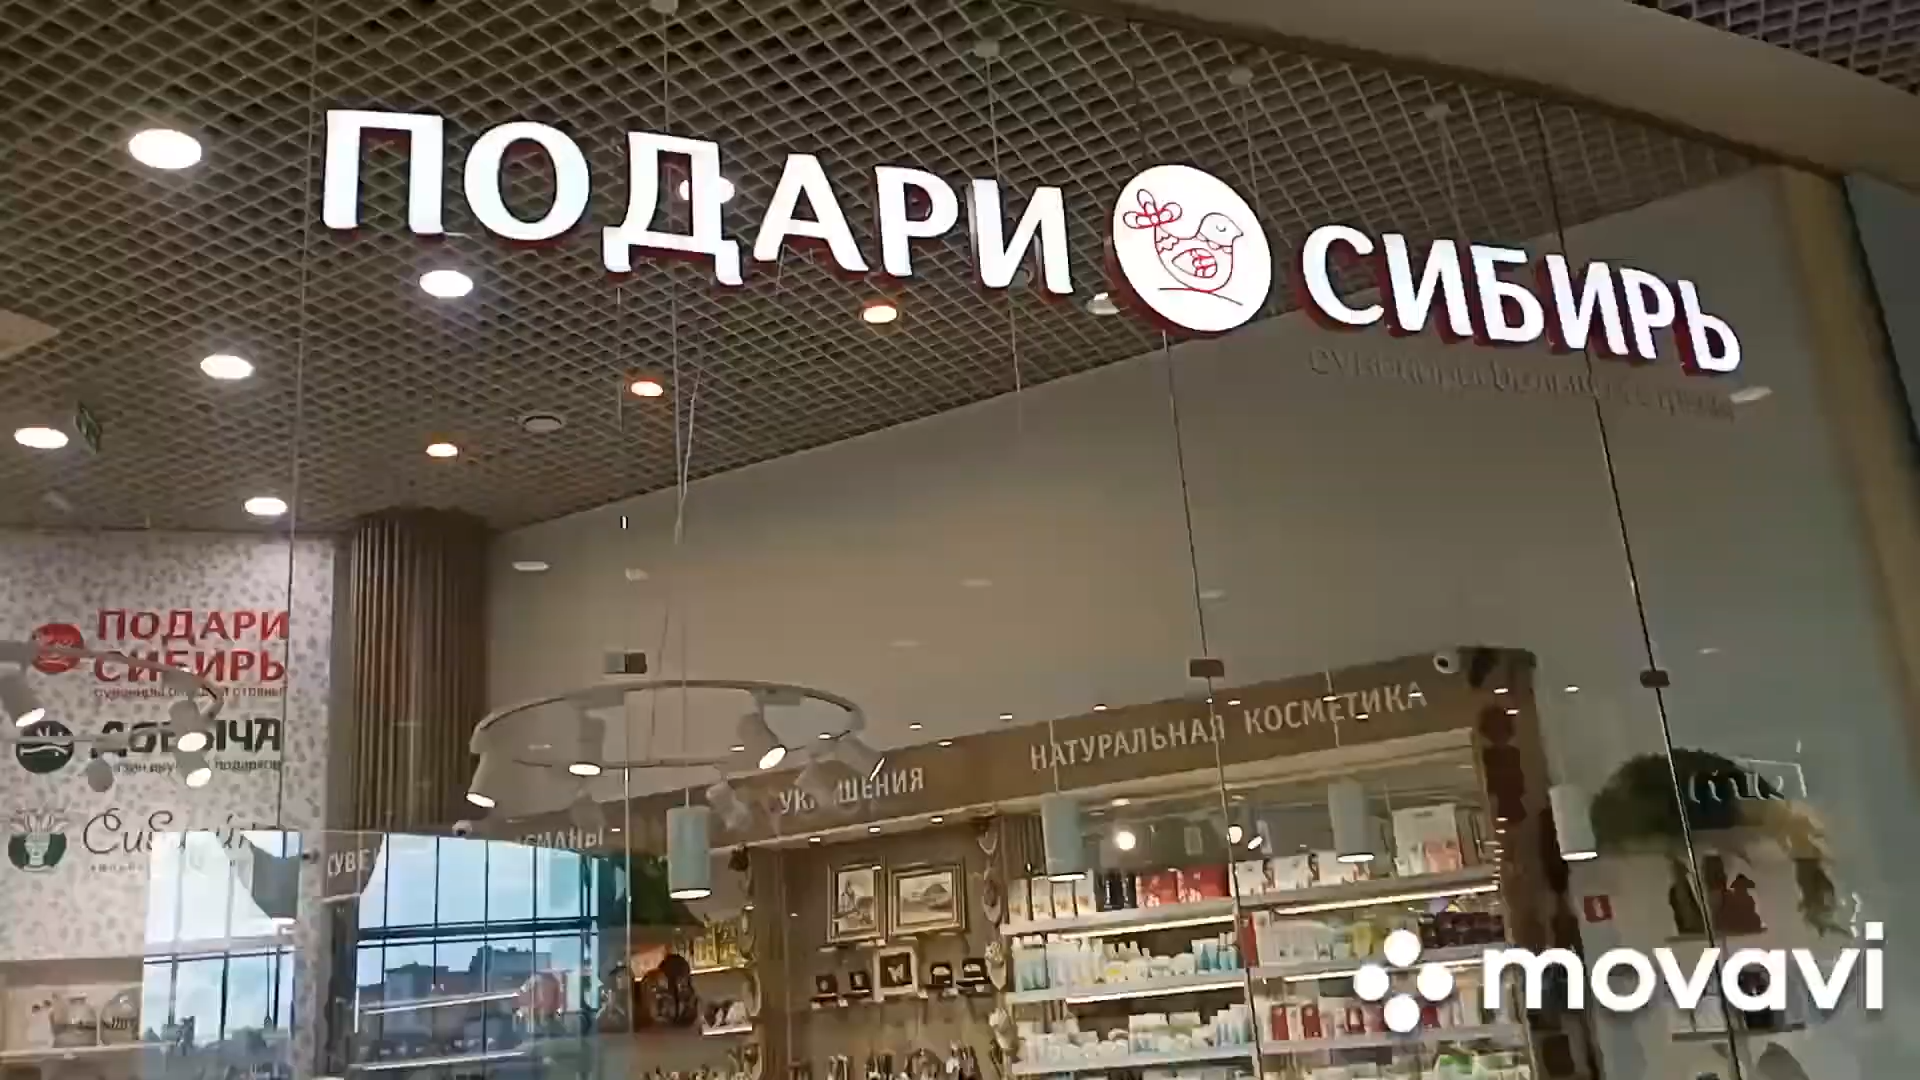 ПОДАРИ СИБИРЬ
ПОДАРИ
СИБИРЬ
ДОБЫЧА
НАТУРАЛЬНАЯ КОСМЕТИКА
УКРАШЕНИЯ
movavi